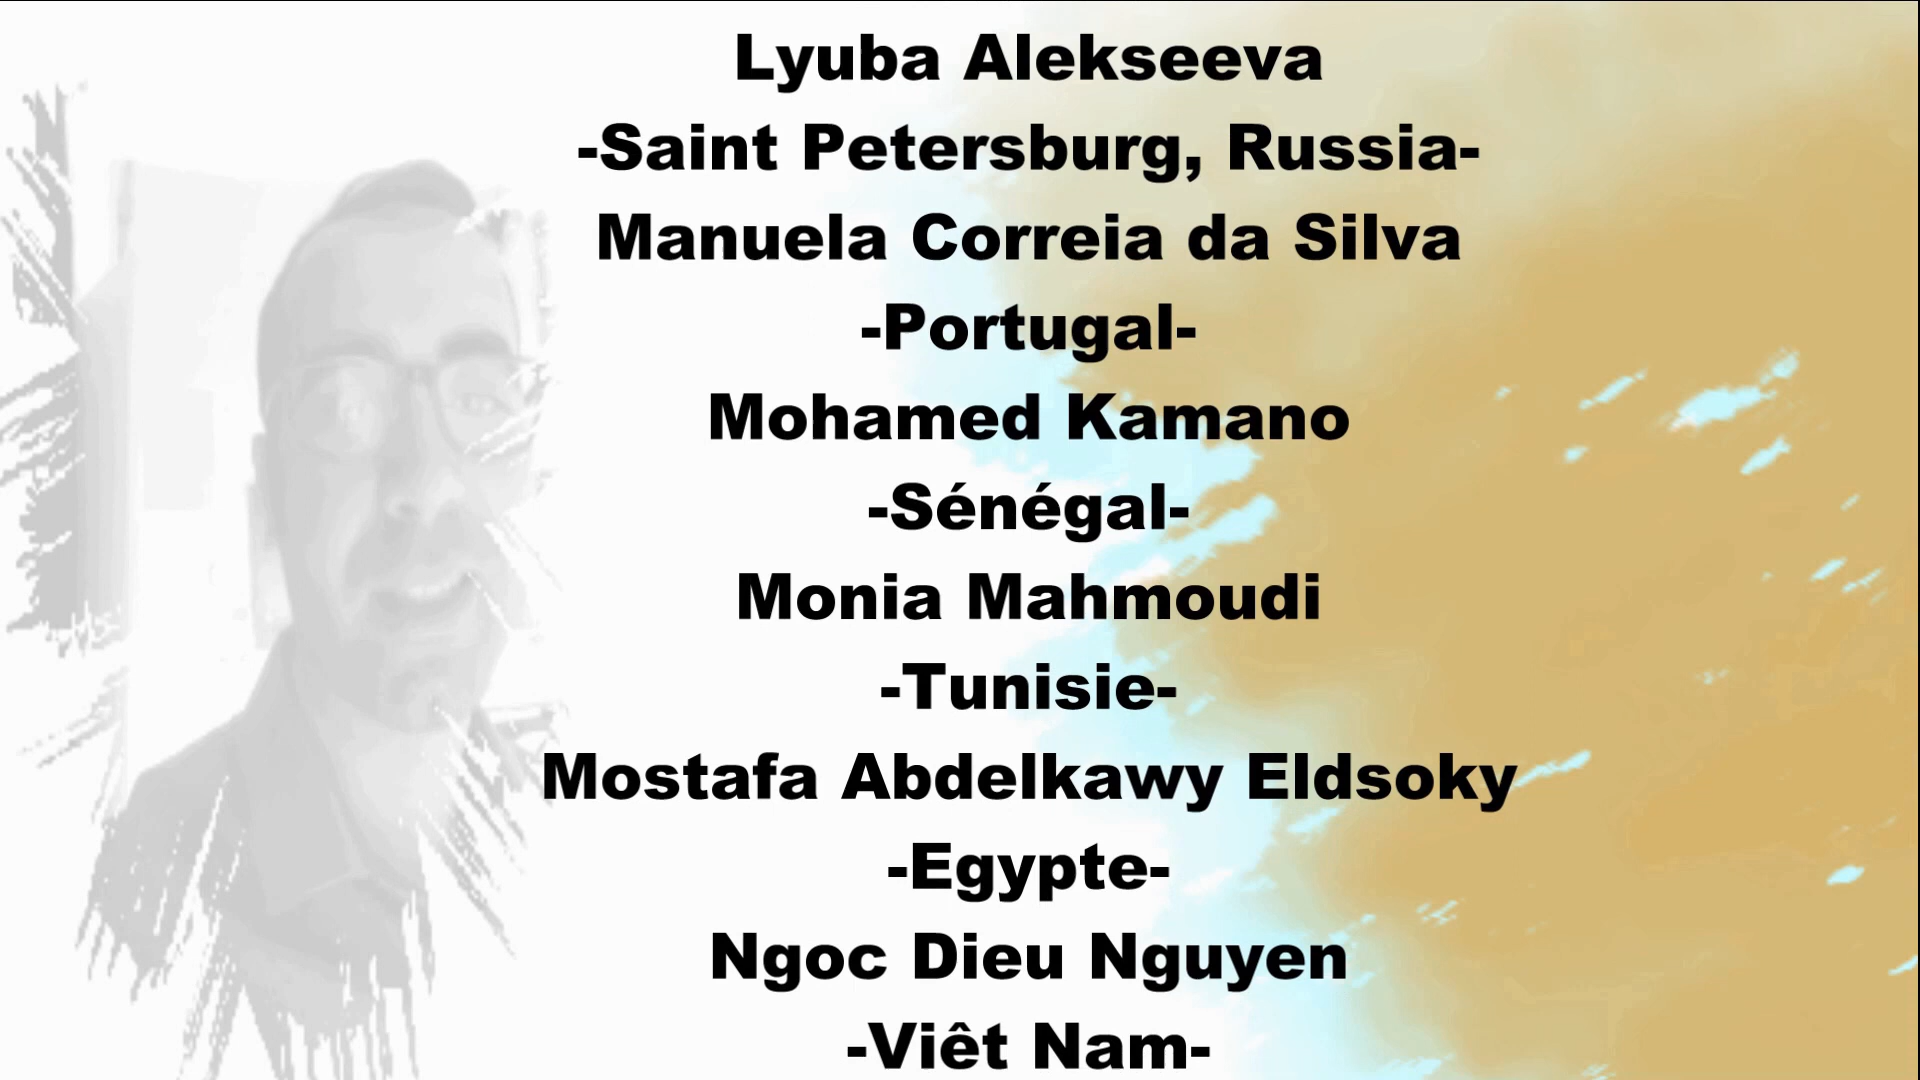 Lyuba Alekseeva
-Saint Petersburg, Russia-
Manuela Correia da Silva
-Portugal-
Mohamed Kamano
-Sénégal-
Monia Mahmoudi
-Tunisie-
Mostafa Abdelkawy Eldsoky
-Egypte-
Ngoc Dieu Nguyen
-Viêt Nam-